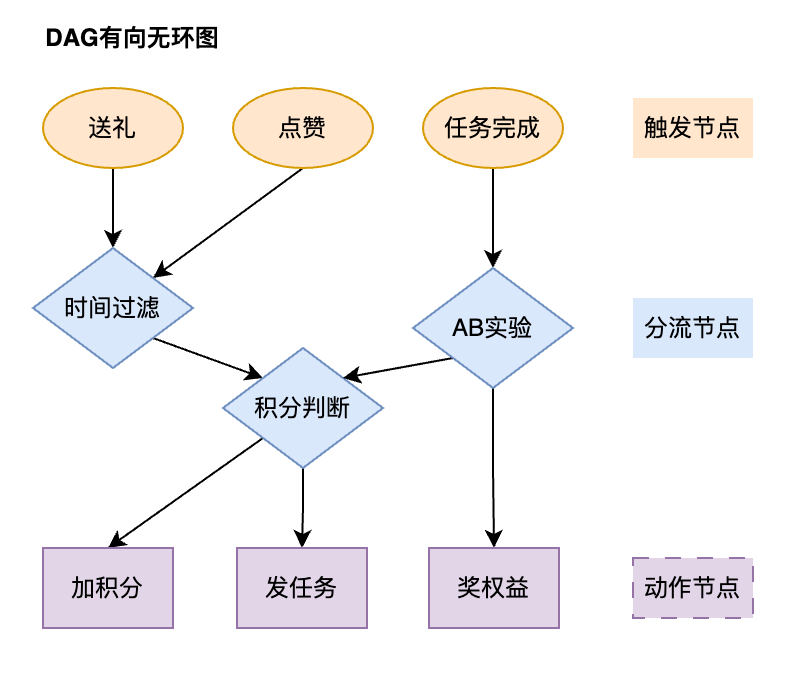 DAG有向无环图
送礼
点赞
任务完成
触发节点
时间过滤
AB实验
分流节点
积分判断
加积分
发任务
奖权益
动作节点